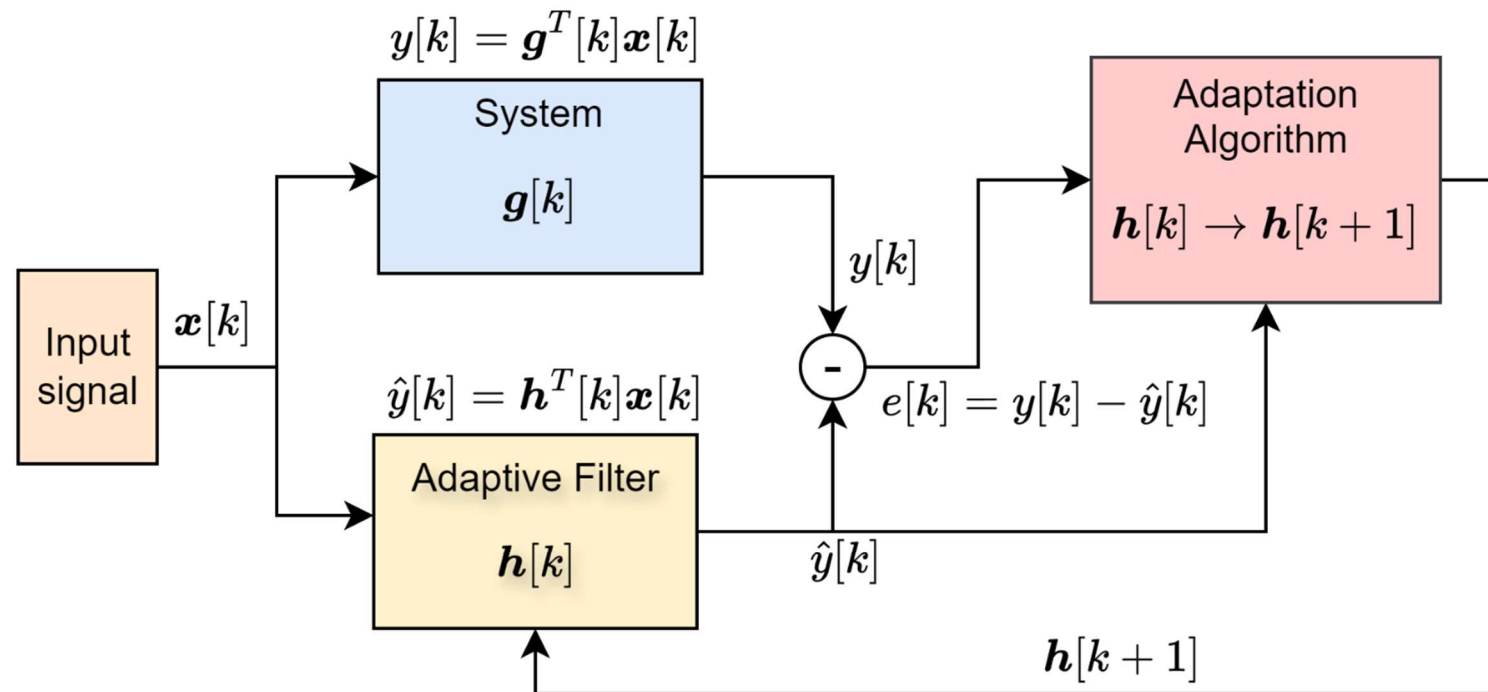 y[k] = g^T[k]x[k]
System
g[k]
Adaptation
Algorithm
h[k] → h[k + 1]
y[k]
Input
signal
x[k]
-
e[k] = y[k] − ŷ[k]
ŷ[k] = h^T[k]x[k]
Adaptive Filter
h[k]
ŷ[k]
h[k + 1]